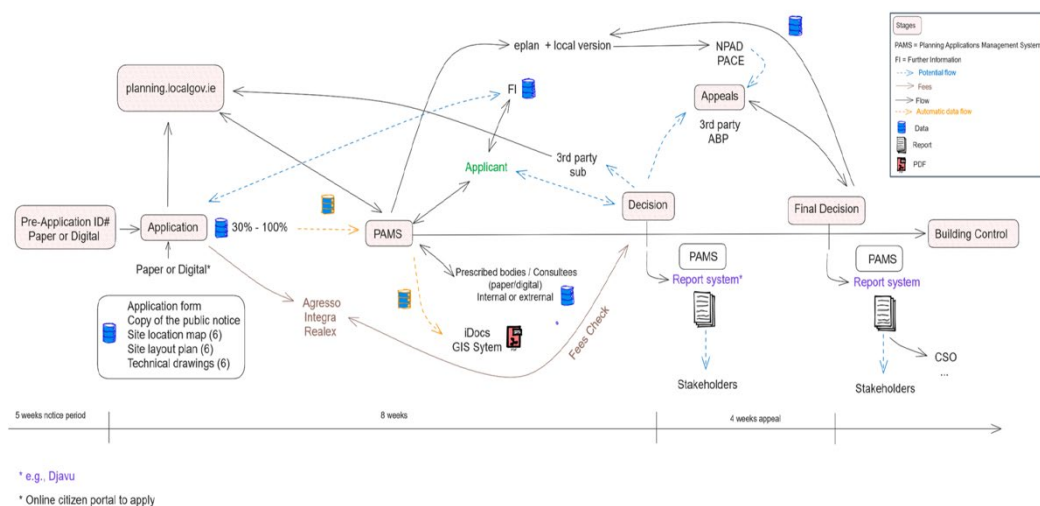 eplan + local version
NPAD
PACE
planning.localgov.ie
FI
Appeals
3rd party
ABP
3rd party
sub
Applicant
Pre-Application ID#
Paper or Digital
Application
30% - 100%
PAMS
Decision
Final Decision
Building Control
Paper or Digital*
Application form
Copy of the public notice
Site location map (6)
Site layout plan (6)
Technical drawings (6)
Agresso
Integra
Realex
Prescribed bodies / Consultees
(paper/digital)
Internal or extrernal
iDocs
GIS Sytem
Fees Check
PAMS
Report system*
Stakeholders
PAMS
Report system
CSO
...
Stakeholders
5 weeks notice period
8 weeks
4 weeks appeal
* e.g., Djavu
* Online citizen portal to apply
Stages
PAMS = Planning Applications Management System
FI = Further Information
Potential flow
Fees
Flow
Automatic data flow
Data
Report
PDF